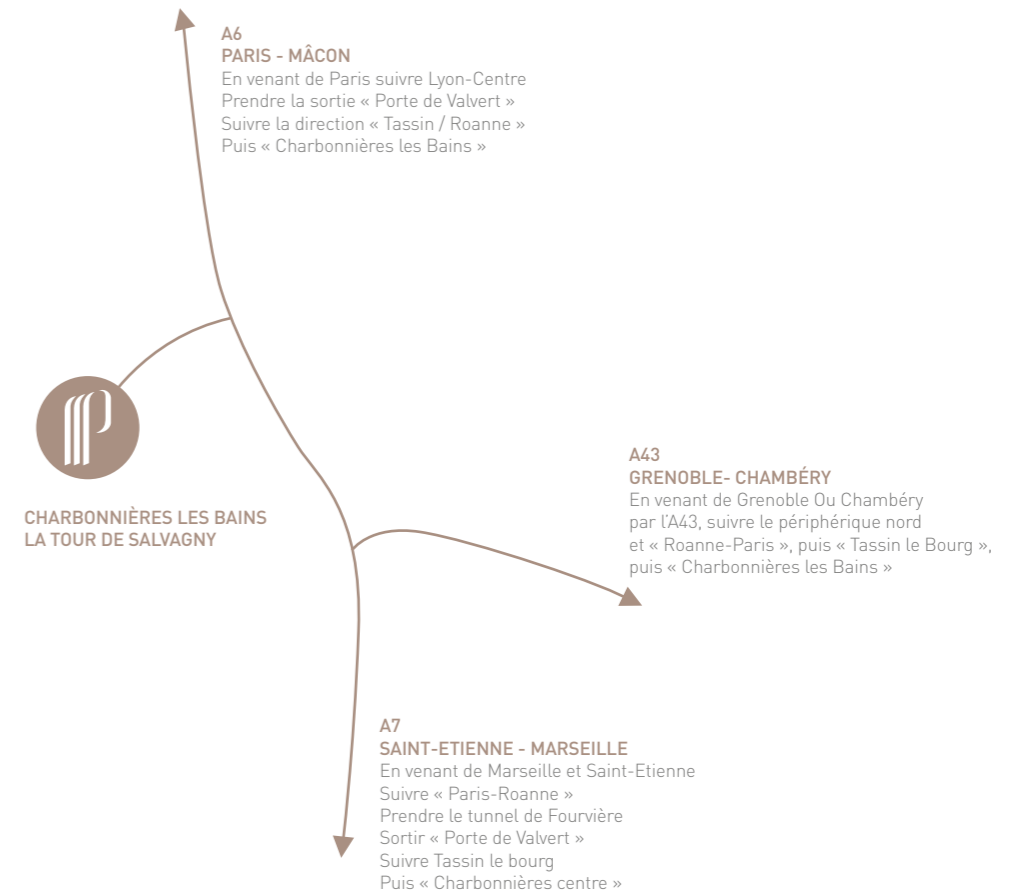 A6
PARIS - MÂCON
En venant de Paris suivre Lyon-Centre
Prendre la sortie « Porte de Valvert »
Suivre la direction « Tassin / Roanne »
Puis « Charbonnières les Bains »
P
CHARBONNIÈRES LES BAINS
LA TOUR DE SALVAGNY
A43
GRENOBLE- CHAMBÉRY
En venant de Grenoble Ou Chambéry
par l'A43, suivre le périphérique nord
et « Roanne-Paris », puis « Tassin le Bourg »,
puis « Charbonnières les Bains »
A7
SAINT-ETIENNE - MARSEILLE
En venant de Marseille et Saint-Etienne
Suivre « Paris-Roanne »
Prendre le tunnel de Fourvière
Sortir « Porte de Valvert »
Suivre Tassin le bourg
Puis « Charbonnières centre »